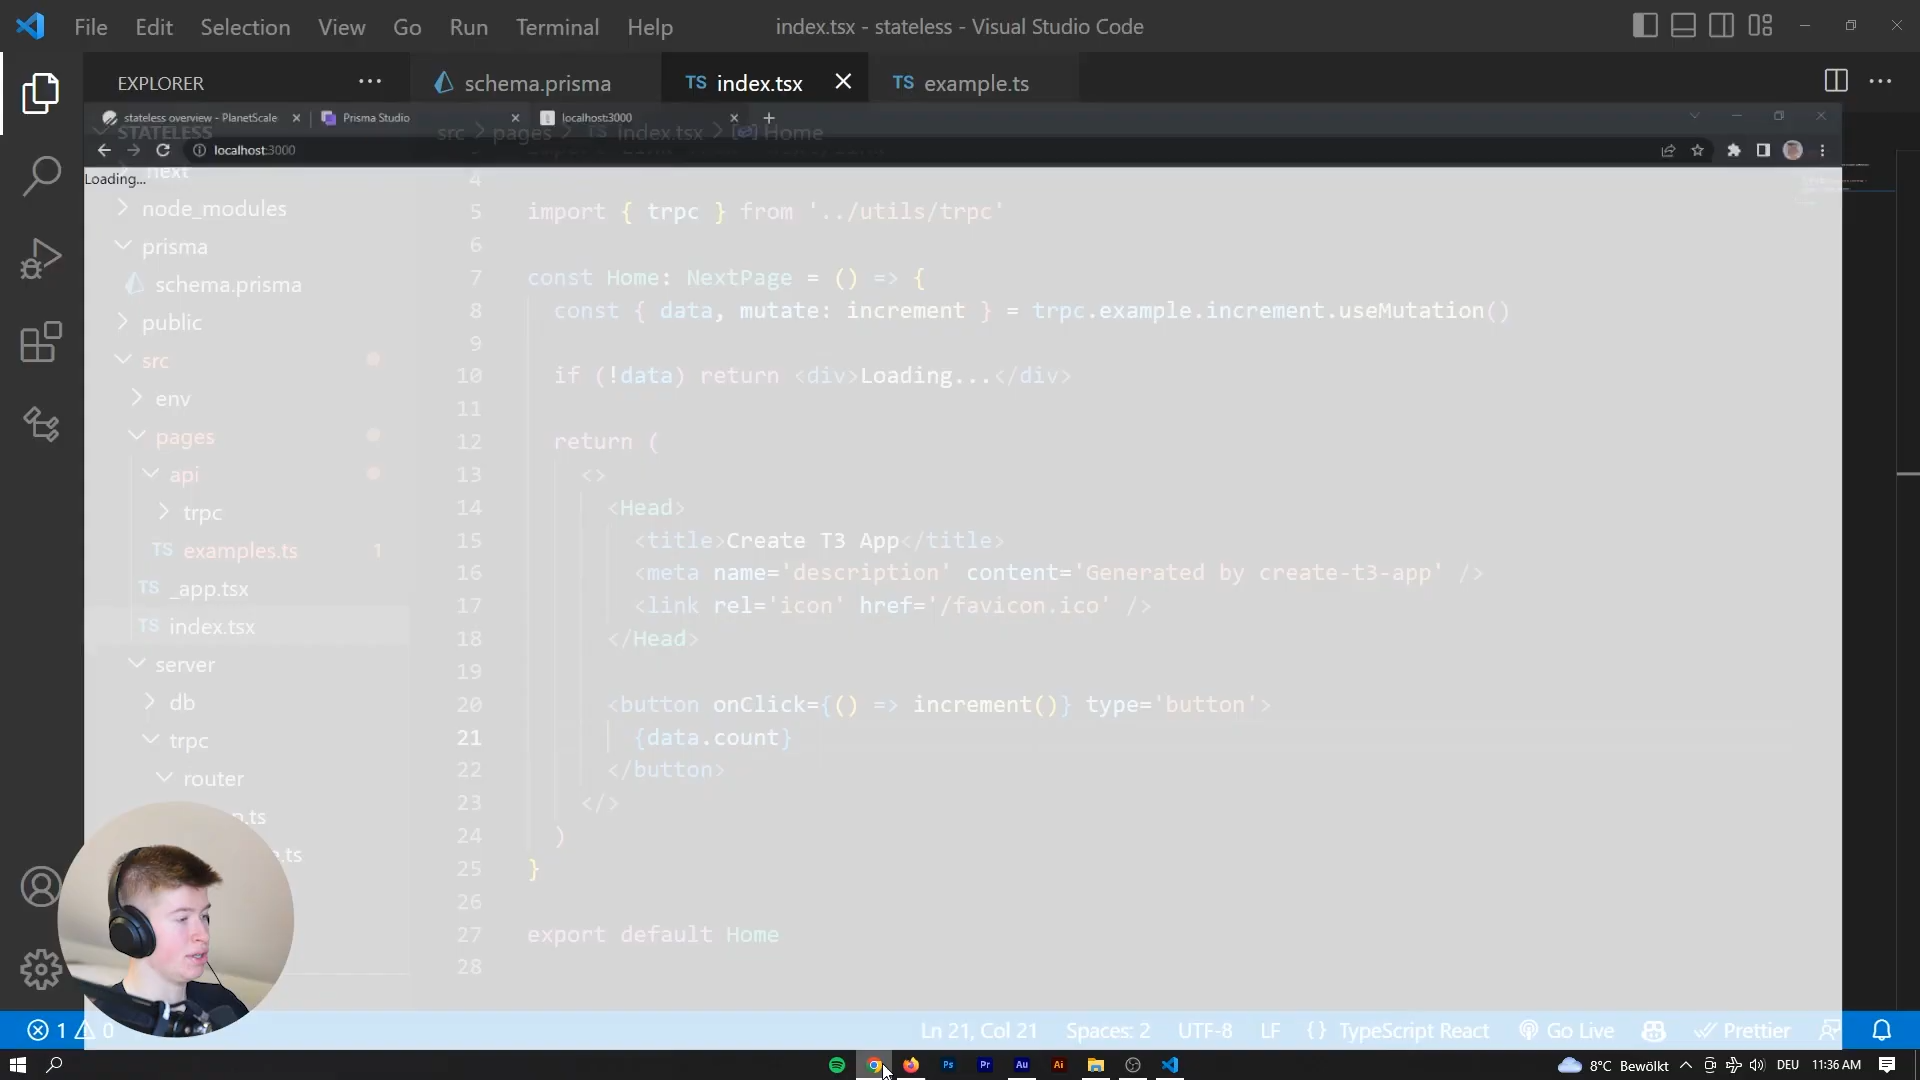 File Edit Selection View Go Run Terminal Help
index.tsx - stateless - Visual Studio Code
EXPLORER
schema.prisma
TS index.tsx
TS example.ts
stateless overview - PlanetScale
Prisma Studio
localhost:3000
STATELESS
src > pages > TS index.tsx > Home
localhost:3000
Loading...
next
node_modules
prisma
schema.prisma
public
src
env
pages
api
trpc
TS examples.ts 1
TS _app.tsx
TS index.tsx
server
db
trpc
router
p.ts
e.ts
4
5 import { trpc } from '../utils/trpc'
6
7 const Home: NextPage = () => {
8 const { data, mutate: increment } = trpc.example.increment.useMutation()
9
10 if (!data) return <div>Loading...</div>
11
12 return (
13 <>
14 <Head>
15 <title>Create T3 App</title>
16 <meta name='description' content='Generated by create-t3-app' />
17 <link rel='icon' href='/favicon.ico' />
18 </Head>
19
20 <button onClick={() => increment()} type='button'>
21 {data.count}
22 </button>
23 </>
24 )
25 }
26
27 export default Home
28
1 0
Ln 21, Col 21 Spaces: 2 UTF-8 LF {} TypeScript React Go Live Prettier
Ps Pr Au Ai
8°C Bewölkt DEU 11:36 AM